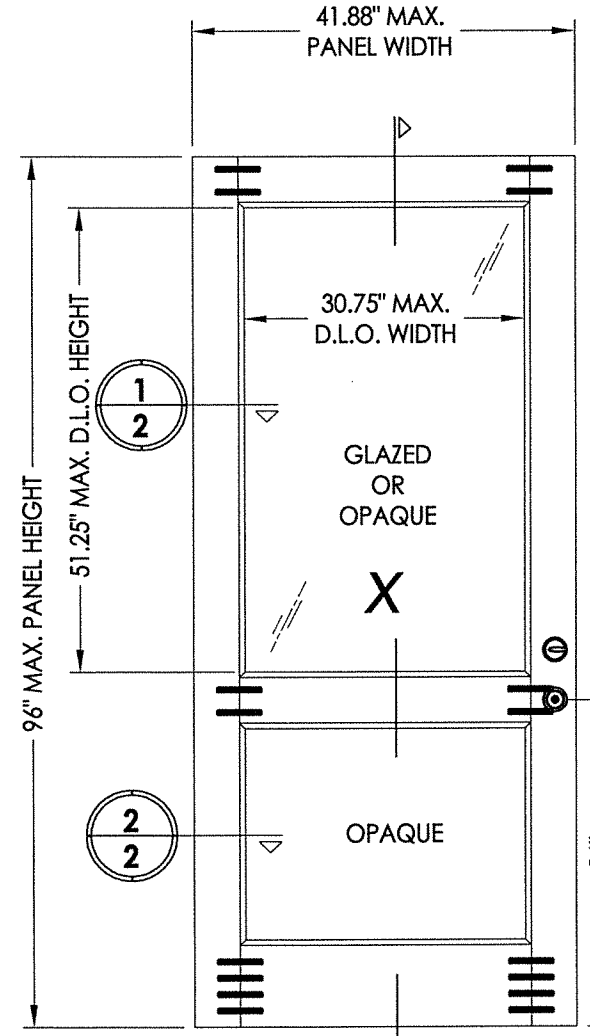 41.88" MAX.
PANEL WIDTH
96" MAX. PANEL HEIGHT
51.25" MAX. D.L.O. HEIGHT
30.75" MAX.
D.L.O. WIDTH
1
2
GLAZED
OR
OPAQUE
X
2
2
OPAQUE